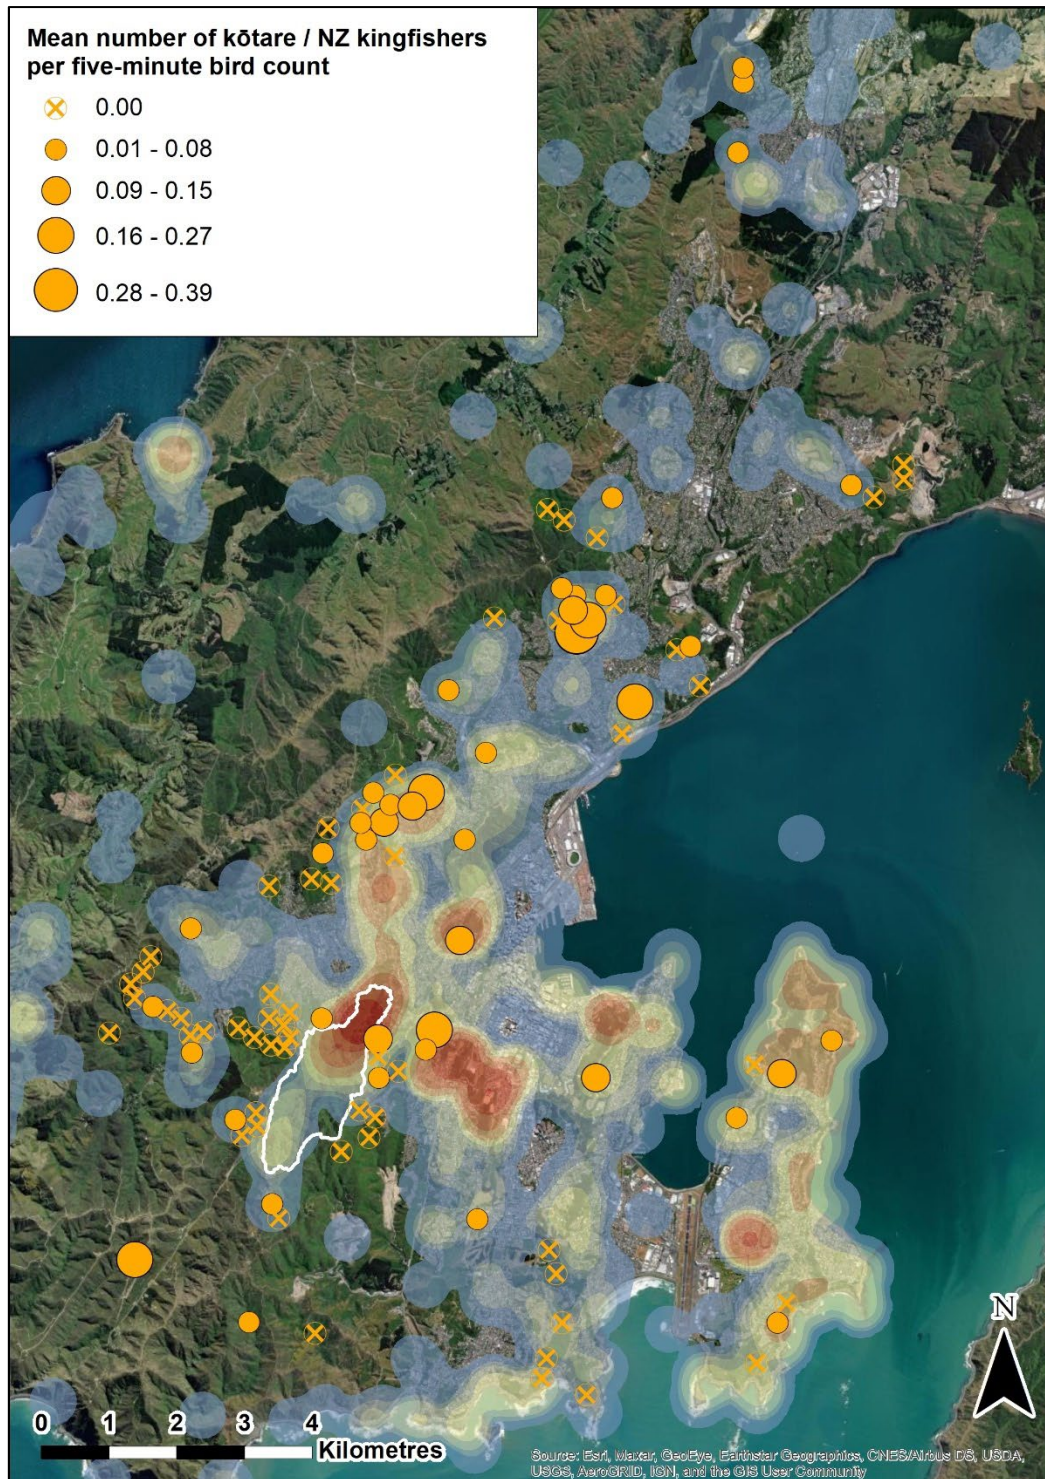 Mean number of kōtare / NZ kingfishers
per five-minute bird count
0.00
0.01 - 0.08
0.09 - 0.15
0.16 - 0.27
0.28 - 0.39
N
0 1 2 3 4
Kilometres
Source: Esri, Maxar, GeoEye, Earthstar Geographics, CNES/Airbus DS, USDA,
USGS, AeroGRID, IGN, and the GIS User Community